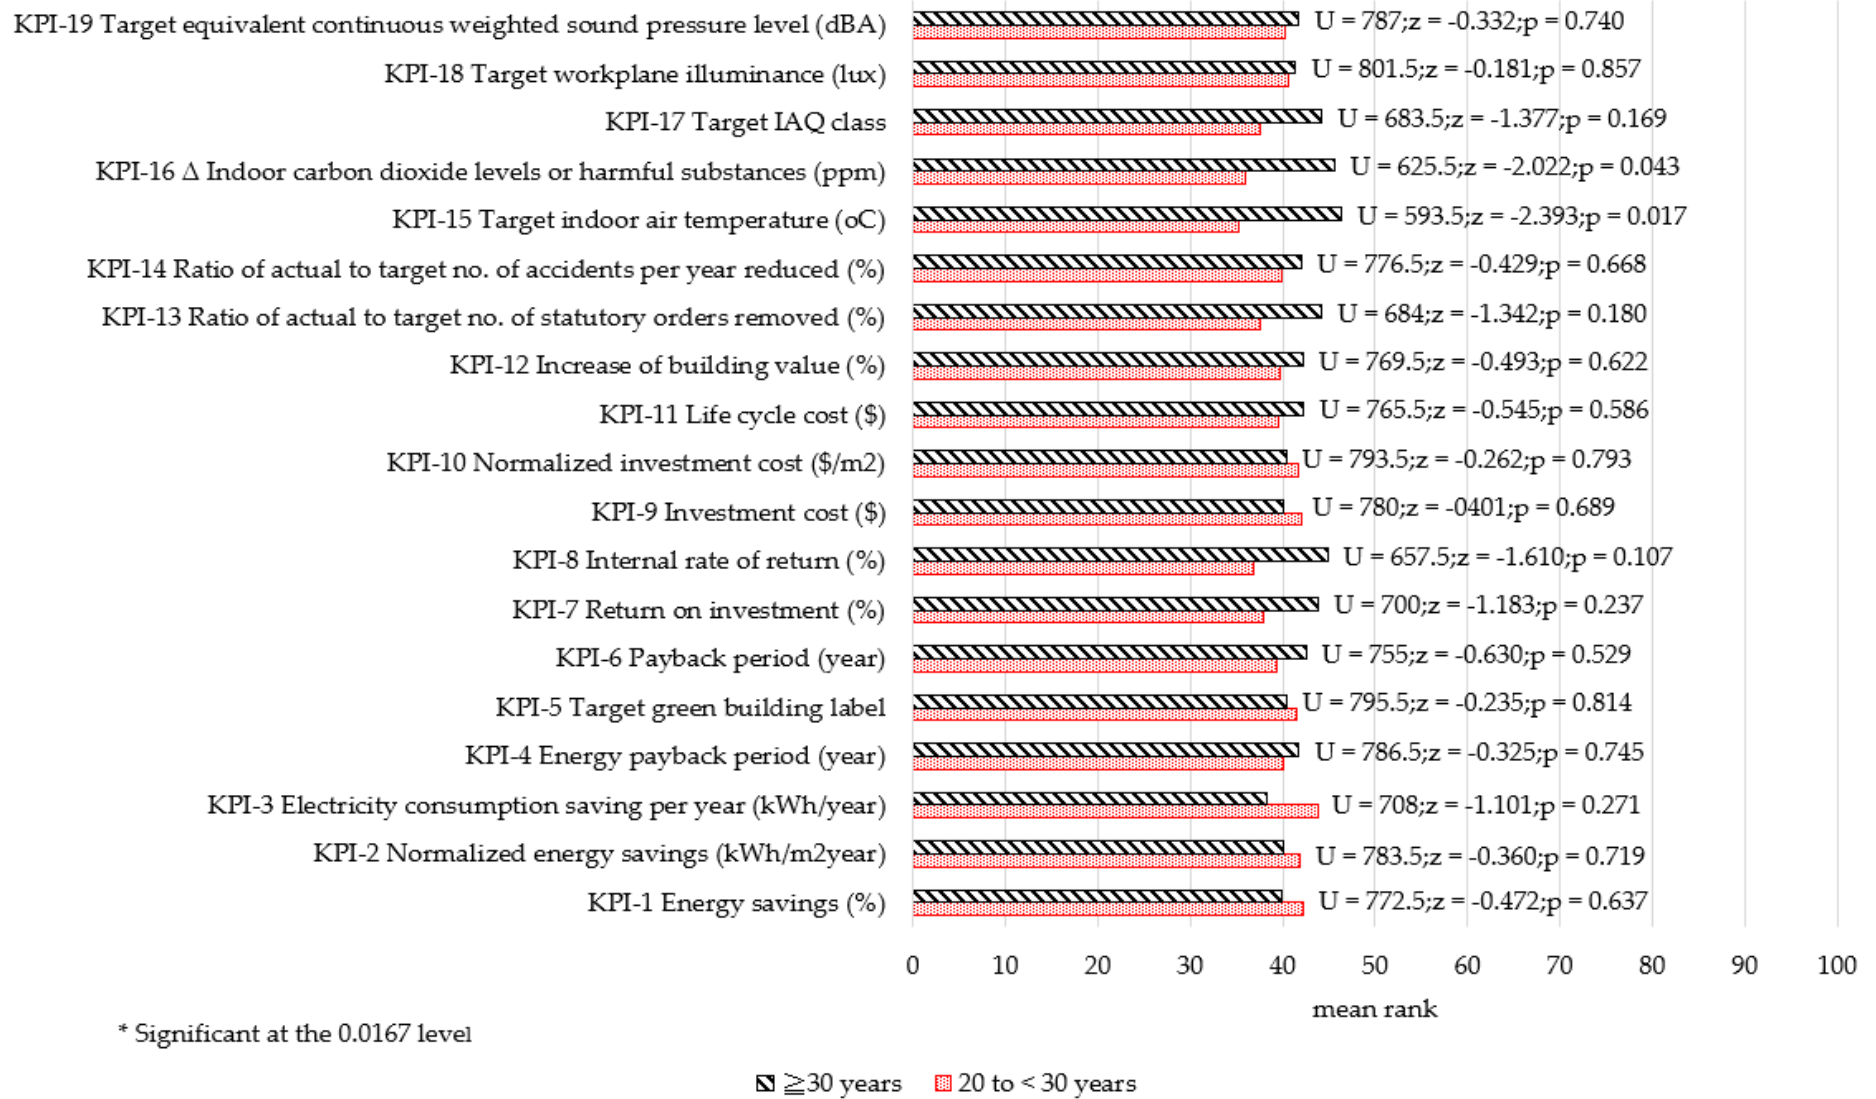 KPI-19 Target equivalent continuous weighted sound pressure level (dBA) U = 787;z = -0.332;p = 0.740
KPI-18 Target workplane illuminance (lux) U = 801.5;z = -0.181;p = 0.857
KPI-17 Target IAQ class U = 683.5;z = -1.377;p = 0.169
KPI-16 Δ Indoor carbon dioxide levels or harmful substances (ppm) U = 625.5;z = -2.022;p = 0.043
KPI-15 Target indoor air temperature (oC) U = 593.5;z = -2.393;p = 0.017
KPI-14 Ratio of actual to target no. of accidents per year reduced (%) U = 776.5;z = -0.429;p = 0.668
KPI-13 Ratio of actual to target no. of statutory orders removed (%) U = 684;z = -1.342;p = 0.180
KPI-12 Increase of building value (%) U = 769.5;z = -0.493;p = 0.622
KPI-11 Life cycle cost ($) U = 765.5;z = -0.545;p = 0.586
KPI-10 Normalized investment cost ($/m2) U = 793.5;z = -0.262;p = 0.793
KPI-9 Investment cost ($) U = 780;z = -0401;p = 0.689
KPI-8 Internal rate of return (%) U = 657.5;z = -1.610;p = 0.107
KPI-7 Return on investment (%) U = 700;z = -1.183;p = 0.237
KPI-6 Payback period (year) U = 755;z = -0.630;p = 0.529
KPI-5 Target green building label U = 795.5;z = -0.235;p = 0.814
KPI-4 Energy payback period (year) U = 786.5;z = -0.325;p = 0.745
KPI-3 Electricity consumption saving per year (kWh/year) U = 708;z = -1.101;p = 0.271
KPI-2 Normalized energy savings (kWh/m2year) U = 783.5;z = -0.360;p = 0.719
KPI-1 Energy savings (%) U = 772.5;z = -0.472;p = 0.637
0 10 20 30 40 50 60 70 80 90 100
mean rank
* Significant at the 0.0167 level
≧30 years 20 to < 30 years